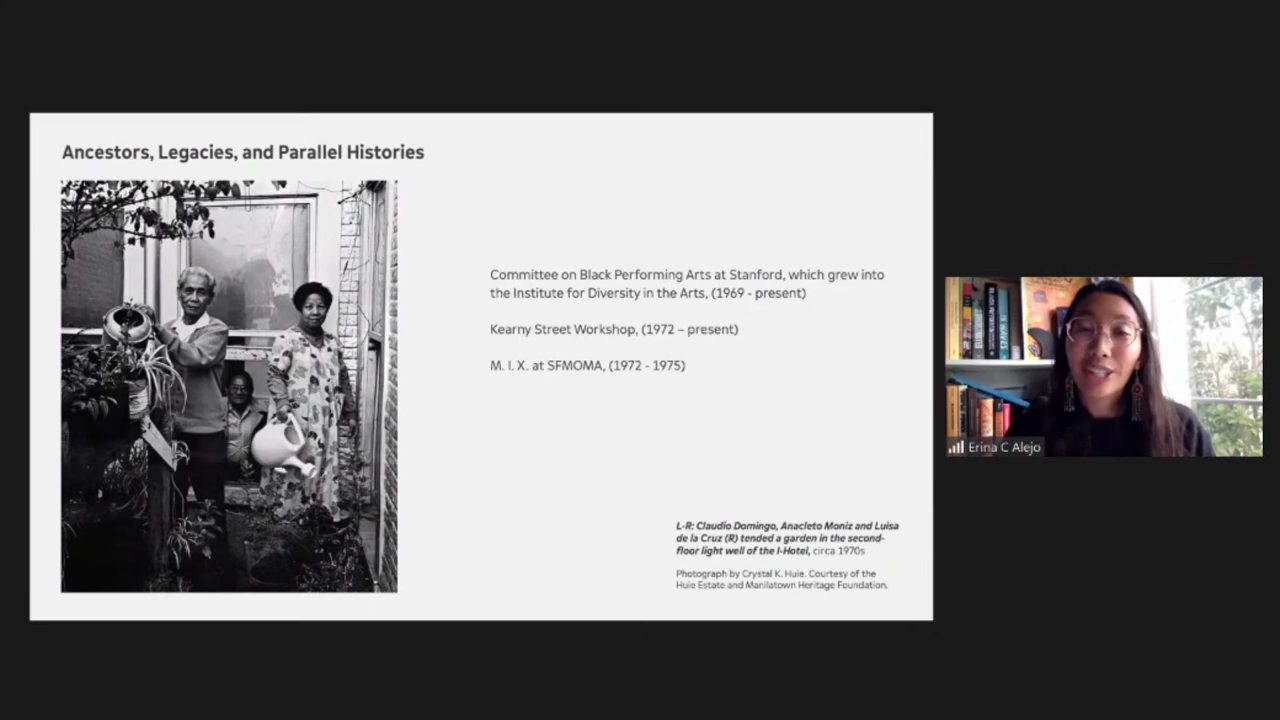 Ancestors, Legacies, and Parallel Histories
Committee on Black Performing Arts at Stanford, which grew into
the Institute for Diversity in the Arts, (1969 - present)
Kearny Street Workshop, (1972 – present)
M. I. X. at SFMOMA, (1972 - 1975)
L-R: Claudio Domingo, Anacleto Moniz and Luisa
de la Cruz (R) tended a garden in the second-
floor light well of the I-Hotel, circa 1970s
Photograph by Crystal K. Huie. Courtesy of the
Huie Estate and Manilatown Heritage Foundation.
IN WAVES
Erina C Alejo